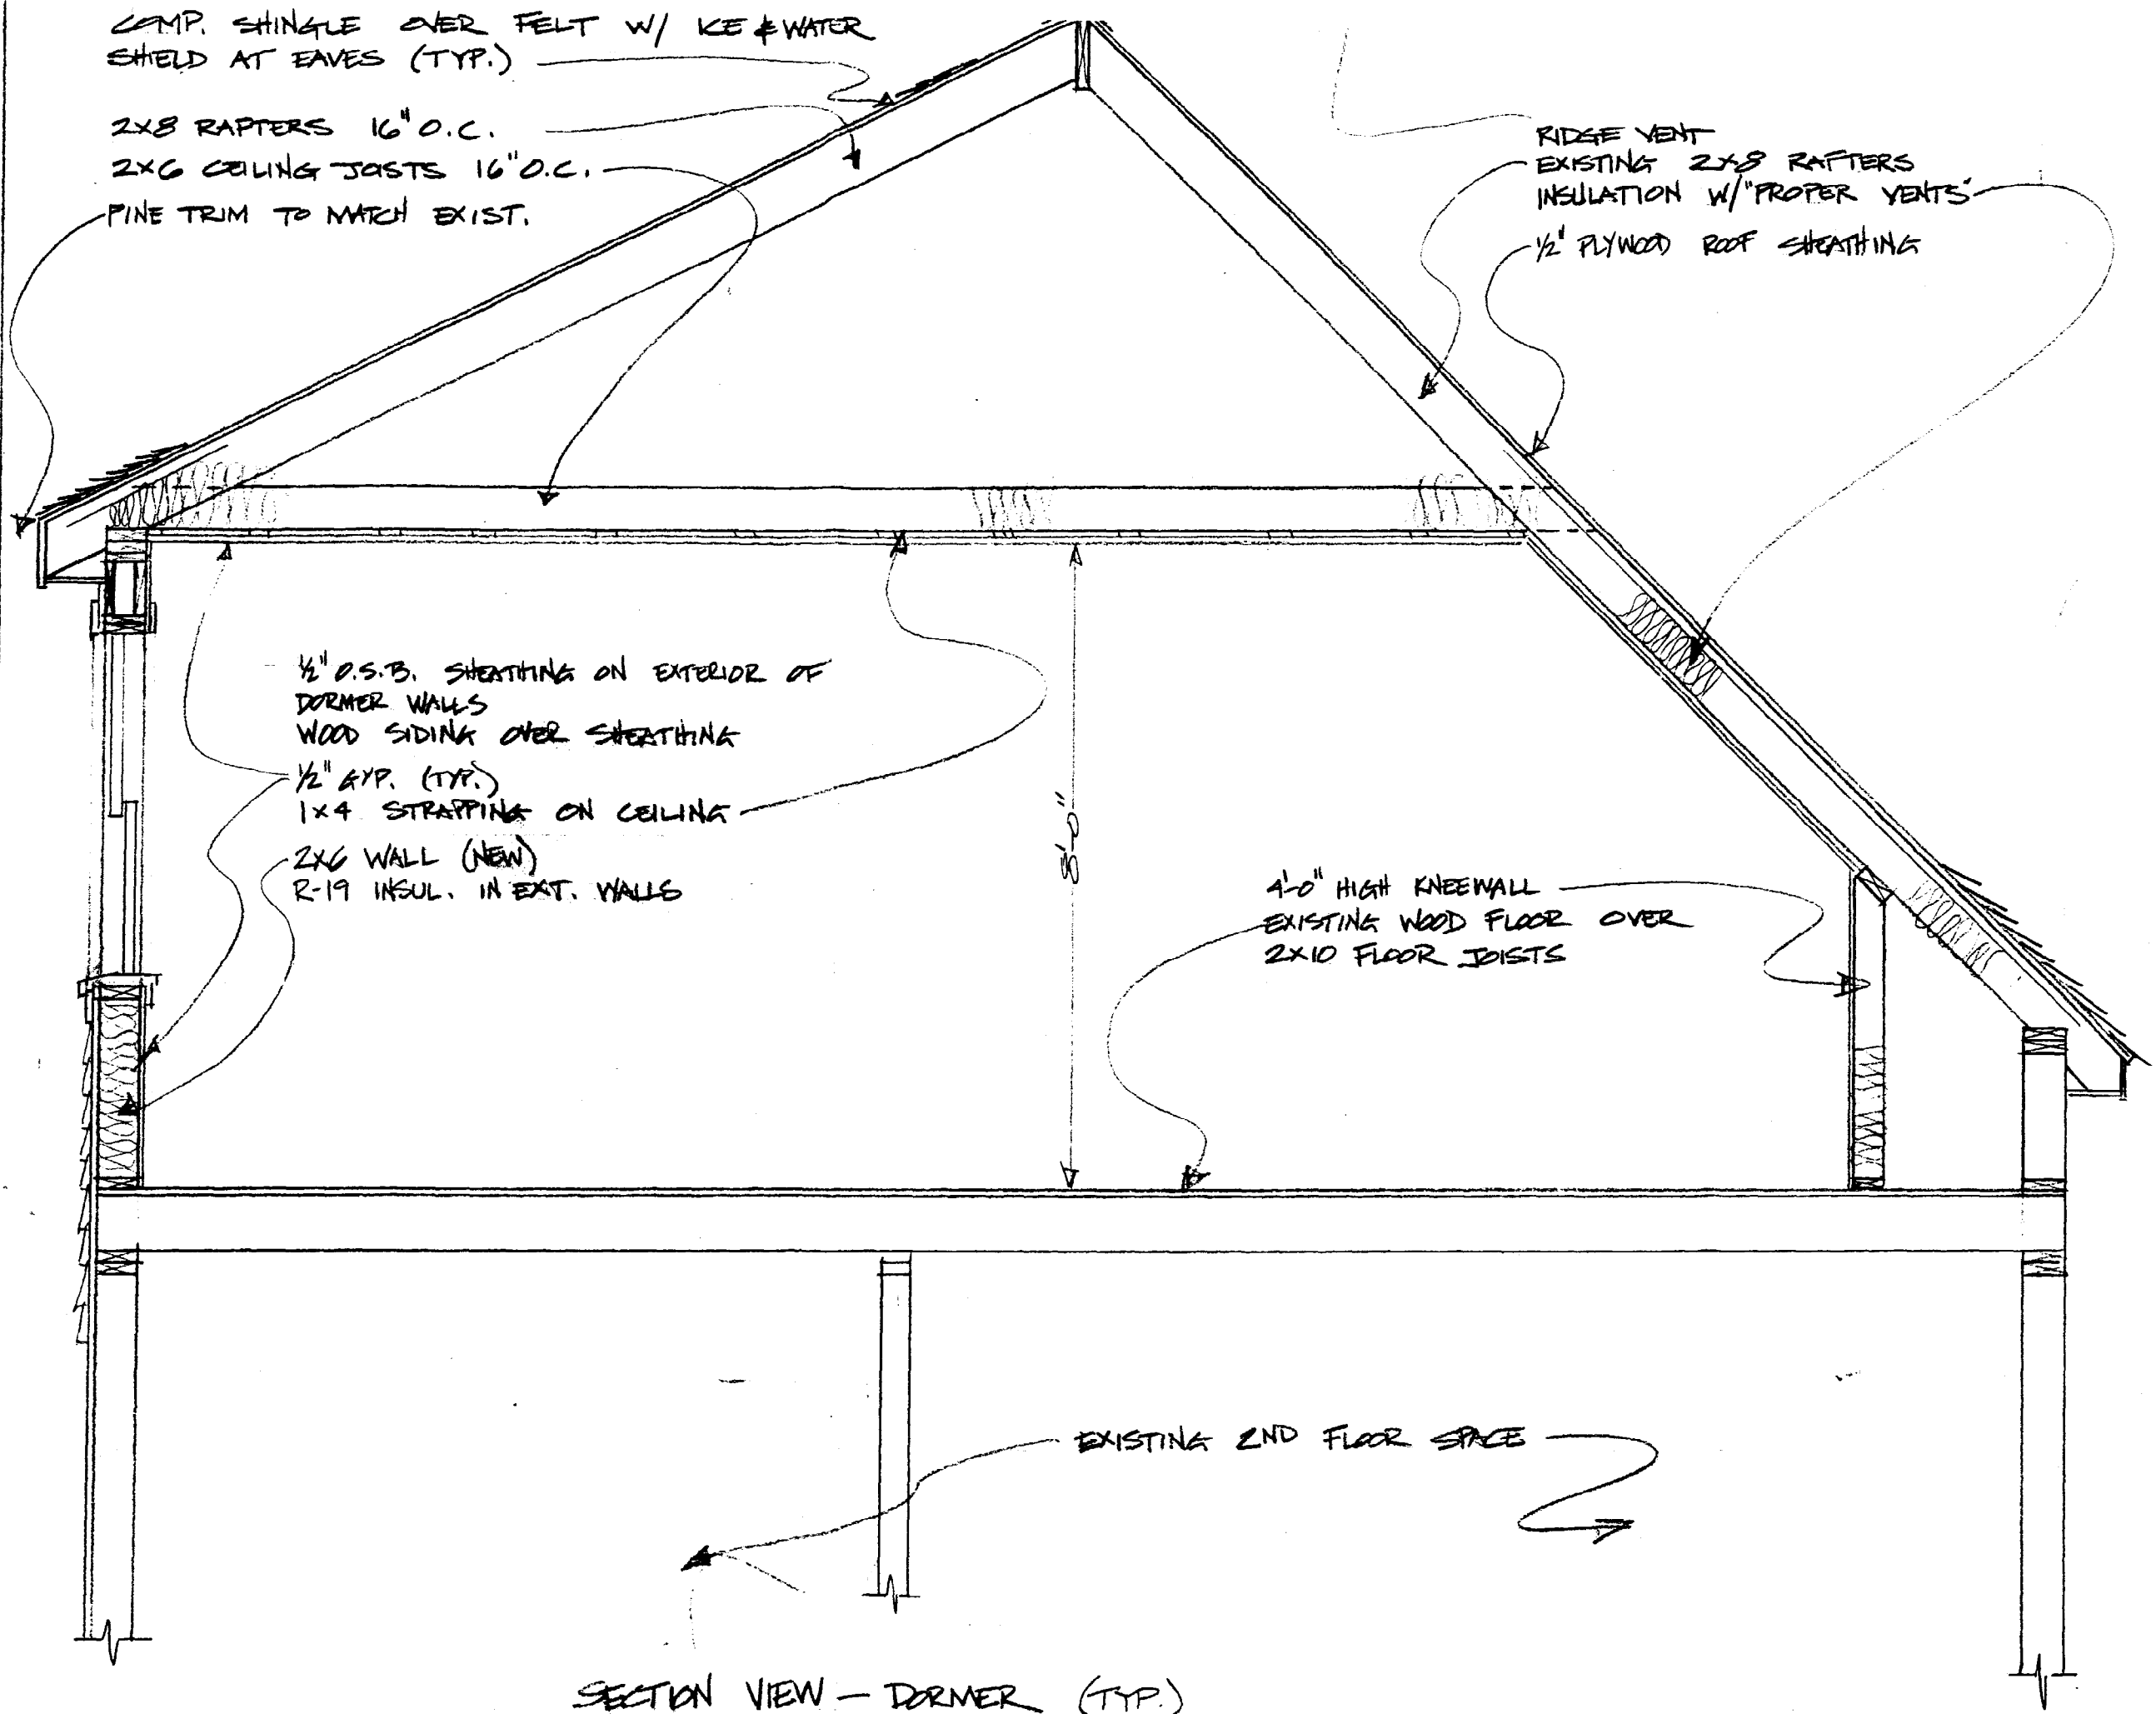 COMP. SHINGLE OVER FELT W/ ICE & WATER
SHIELD AT EAVES (TYP.)
2x8 RAFTERS 16" O.C.
2x6 CEILING JOISTS 16" O.C.
PINE TRIM TO MATCH EXIST.
RIDGE VENT
EXISTING 2x8 RAFTERS
INSULATION W/ "PROPER VENTS"
1/2" PLYWOOD ROOF SHEATHING
1/2" O.S.B. SHEATHING ON EXTERIOR OF
DORMER WALLS
WOOD SIDING OVER SHEATHING
1/2" GYP. (TYP.)
1x4 STRAPPING ON CEILING
2x6 WALL (NEW)
R-19 INSUL. IN EXT. WALLS
8'-0"
4'-0" HIGH KNEEWALL
EXISTING WOOD FLOOR OVER
2x10 FLOOR JOISTS
EXISTING 2ND FLOOR SPACE
SECTION VIEW - DORMER (TYP.)